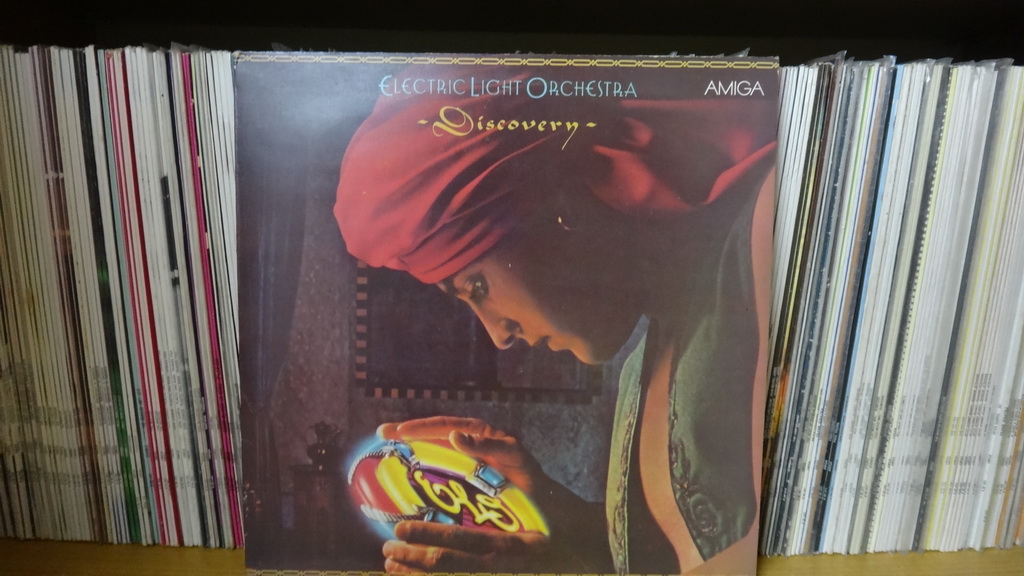 ELECTRIC LIGHT ORCHESTRA
AMIGA
-Discovery-
ELO